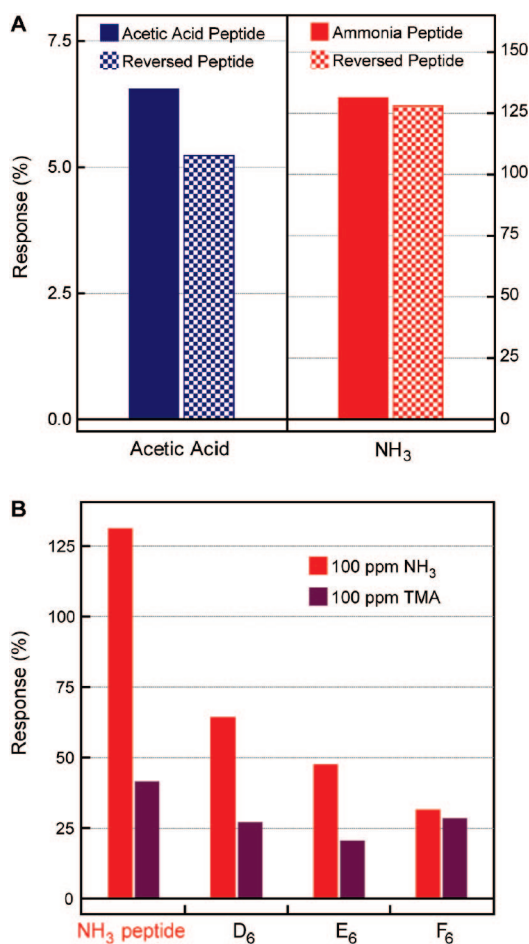 A
Response (%)
7.5
5.0
2.5
0.0
Acetic Acid Peptide
Reversed Peptide
Ammonia Peptide
Reversed Peptide
150
125
100
75
50
25
0
Acetic Acid
NH₃
B
Response (%)
125
100
75
50
25
0
100 ppm NH₃
100 ppm TMA
NH₃ peptide
D₆
E₆
F₆